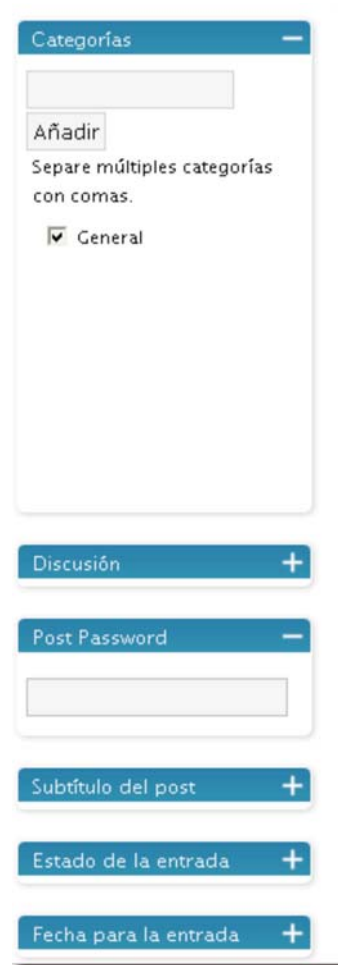 Categorías
Añadir
Separe múltiples categorías
con comas.
General
Discusión
Post Password
Subtítulo del post
Estado de la entrada
Fecha para la entrada